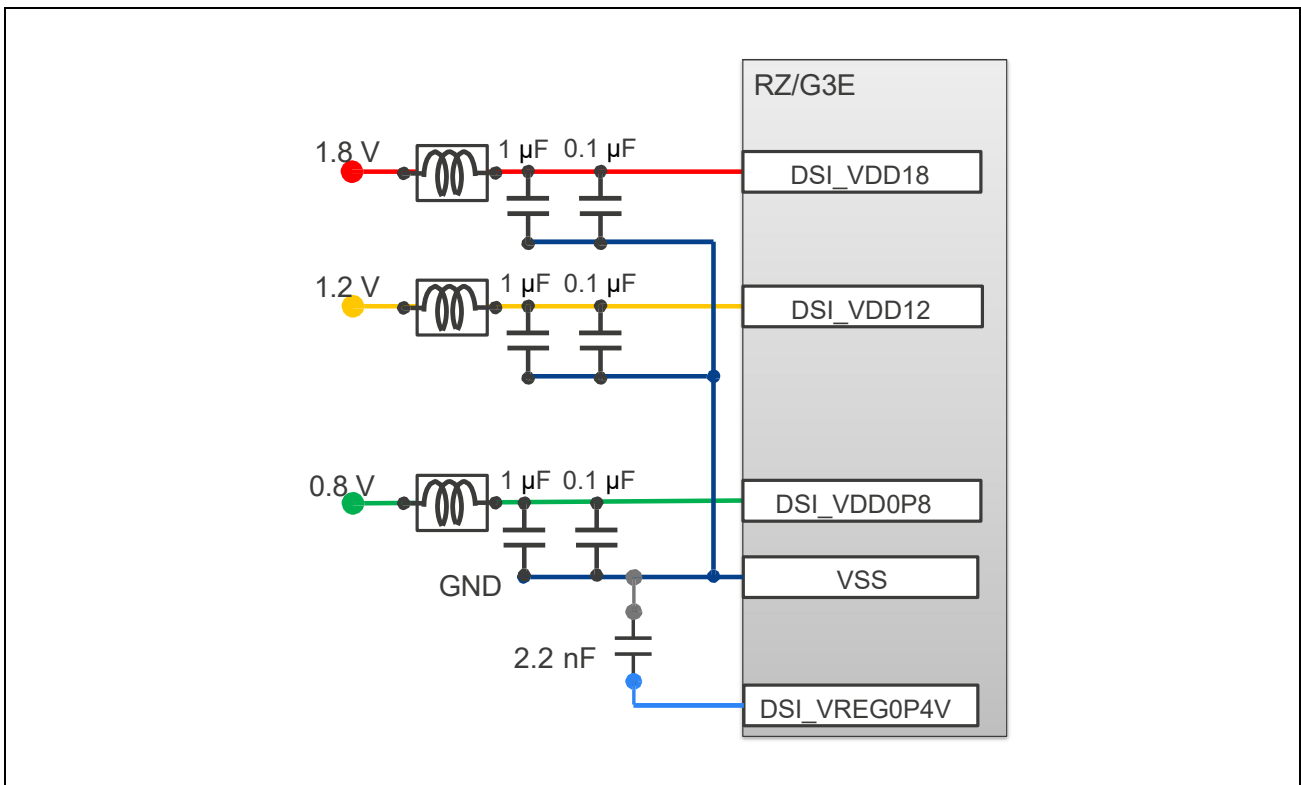 RZ/G3E
1.8 V
1 µF 0.1 µF
DSI_VDD18
1.2 V
1 µF 0.1 µF
DSI_VDD12
0.8 V
1 µF 0.1 µF
DSI_VDD0P8
GND
VSS
2.2 nF
DSI_VREG0P4V